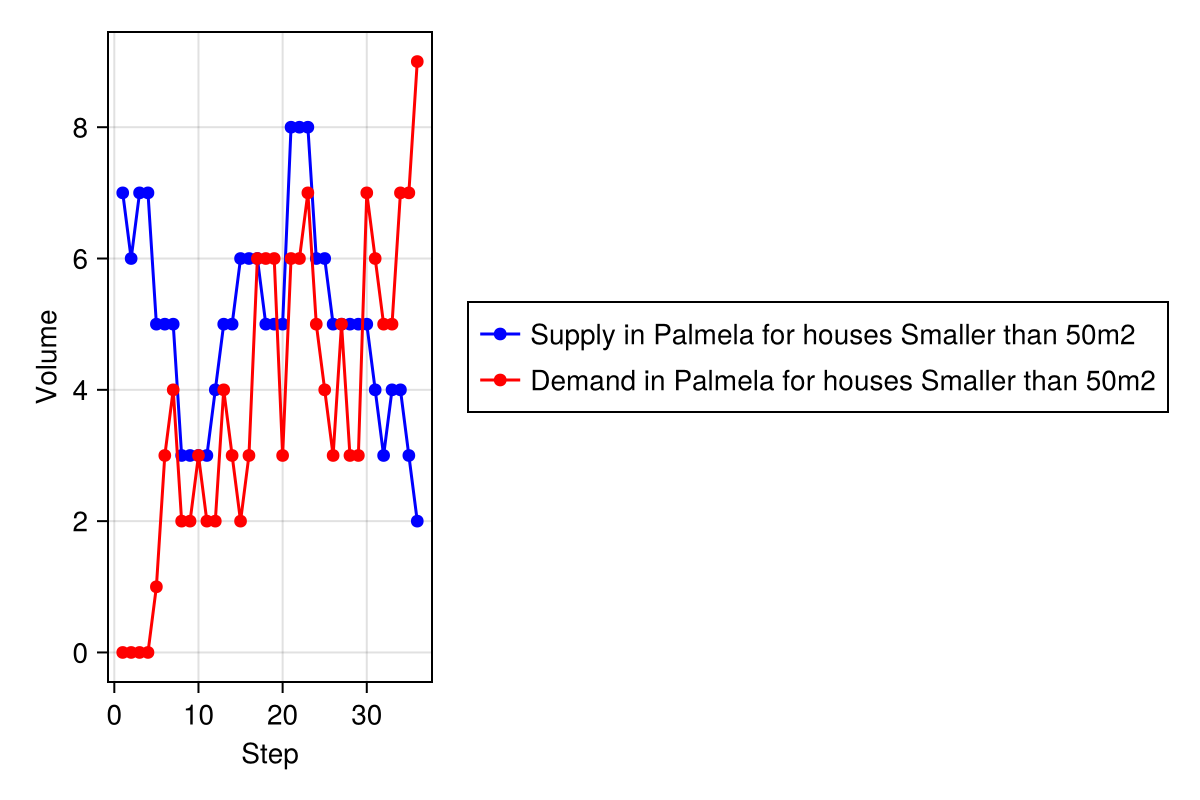 8
6
4
2
0
Volume
0 10 20 30
Step
Supply in Palmela for houses Smaller than 50m2
Demand in Palmela for houses Smaller than 50m2